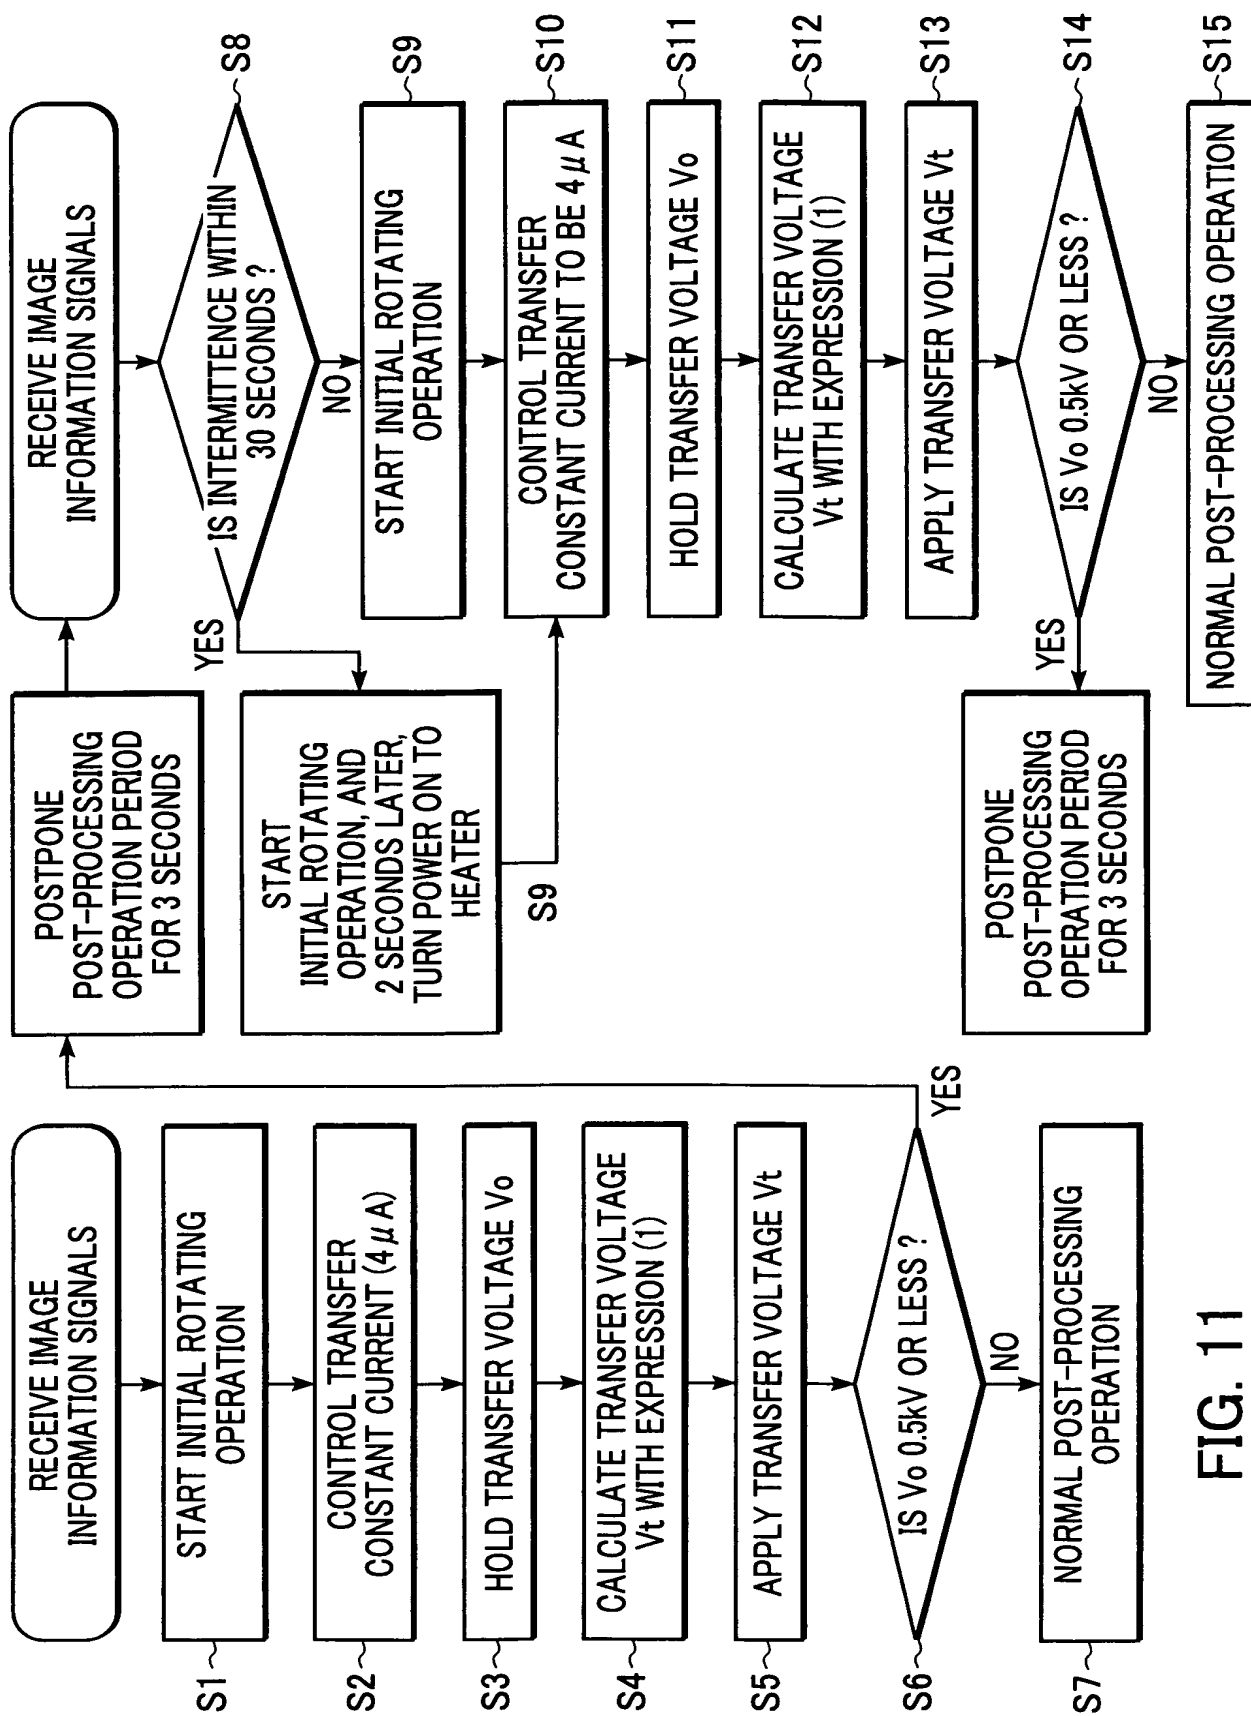 RECEIVE IMAGE
INFORMATION SIGNALS
S1
START INITIAL ROTATING
OPERATION
S2
CONTROL TRANSFER
CONSTANT CURRENT (4 μA)
S3
HOLD TRANSFER VOLTAGE Vo
S4
CALCULATE TRANSFER VOLTAGE
Vt WITH EXPRESSION (1)
S5
APPLY TRANSFER VOLTAGE Vt
S6
IS Vo 0.5kV OR LESS ?
YES
NO
S7
NORMAL POST-PROCESSING
OPERATION
POSTPONE
POST-PROCESSING
OPERATION PERIOD
FOR 3 SECONDS
RECEIVE IMAGE
INFORMATION SIGNALS
IS INTERMITTENCE WITHIN
30 SECONDS ?
S8
YES
NO
START
INITIAL ROTATING
OPERATION, AND
2 SECONDS LATER,
TURN POWER ON TO
HEATER
S9
START INITIAL ROTATING
OPERATION
S9
CONTROL TRANSFER
CONSTANT CURRENT TO BE 4 μA
S10
HOLD TRANSFER VOLTAGE Vo
S11
CALCULATE TRANSFER VOLTAGE
Vt WITH EXPRESSION (1)
S12
APPLY TRANSFER VOLTAGE Vt
S13
IS Vo 0.5kV OR LESS ?
S14
YES
NO
POSTPONE
POST-PROCESSING
OPERATION PERIOD
FOR 3 SECONDS
NORMAL POST-PROCESSING OPERATION
S15
FIG. 11